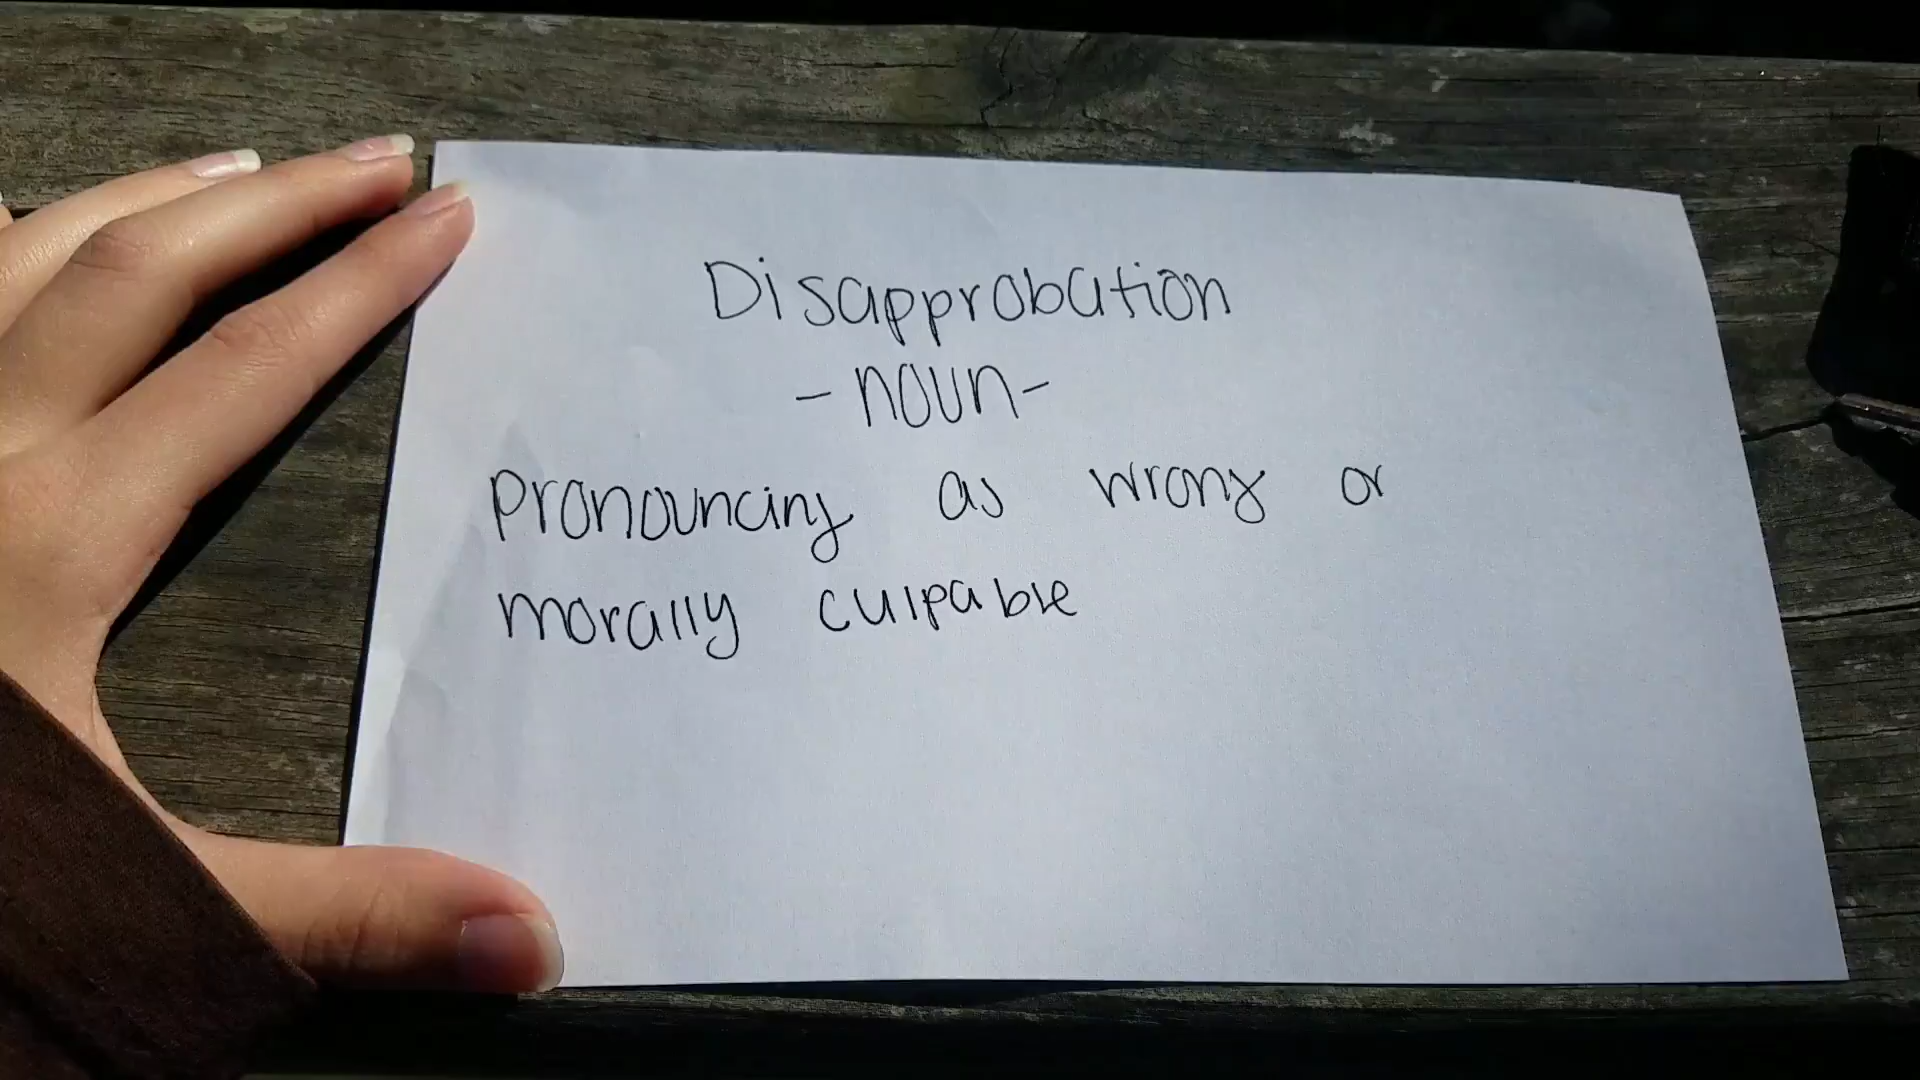 Disapprobation
- noun -
pronouncing as wrong or
morally culpable